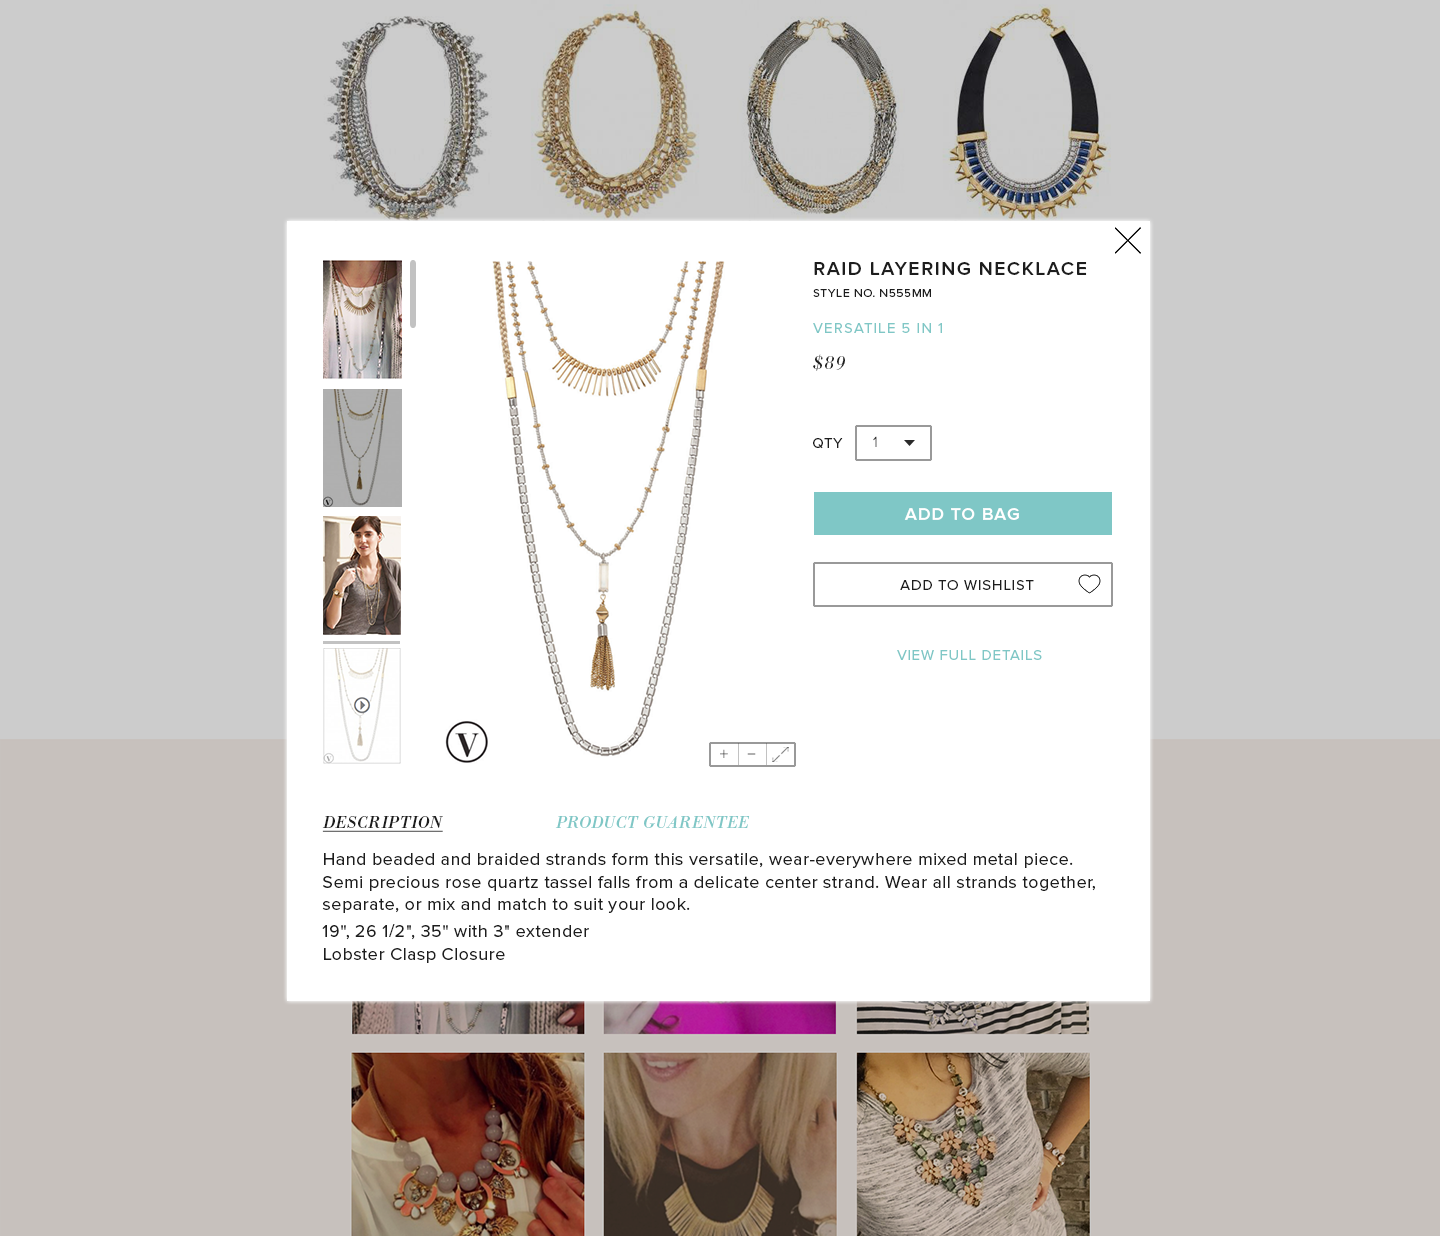 RAID LAYERING NECKLACE
STYLE NO. N555MM
VERSATILE 5 IN 1
$89
QTY 1
ADD TO BAG
ADD TO WISHLIST
VIEW FULL DETAILS
V
+ −
DESCRIPTION PRODUCT GUARENTEE
Hand beaded and braided strands form this versatile, wear-everywhere mixed metal piece.
Semi precious rose quartz tassel falls from a delicate center strand. Wear all strands together,
separate, or mix and match to suit your look.
19", 26 1/2", 35" with 3" extender
Lobster Clasp Closure